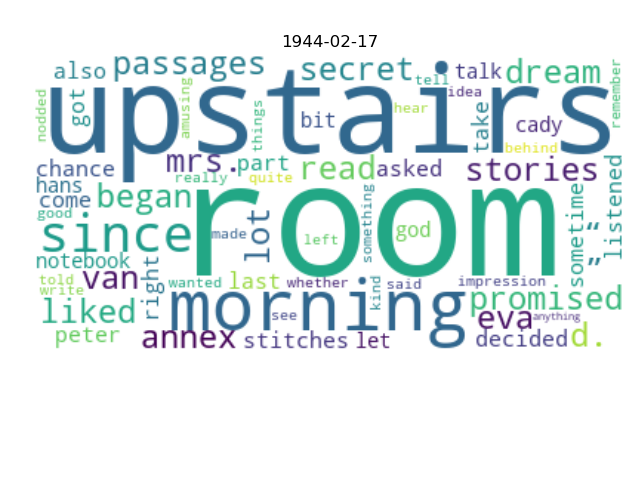 1944-02-17
also passages secret tell talk dream
nodded got upstairs amusing things bit hear idea take cady behind remember
chance mrs. part read asked stories
hans come began really quite
good since room made lot left something god sometime listened
notebook ,, ,,
told write van right wanted last whether kind said impression promised
liked morning see eva anything
peter annex stitches let decided d.